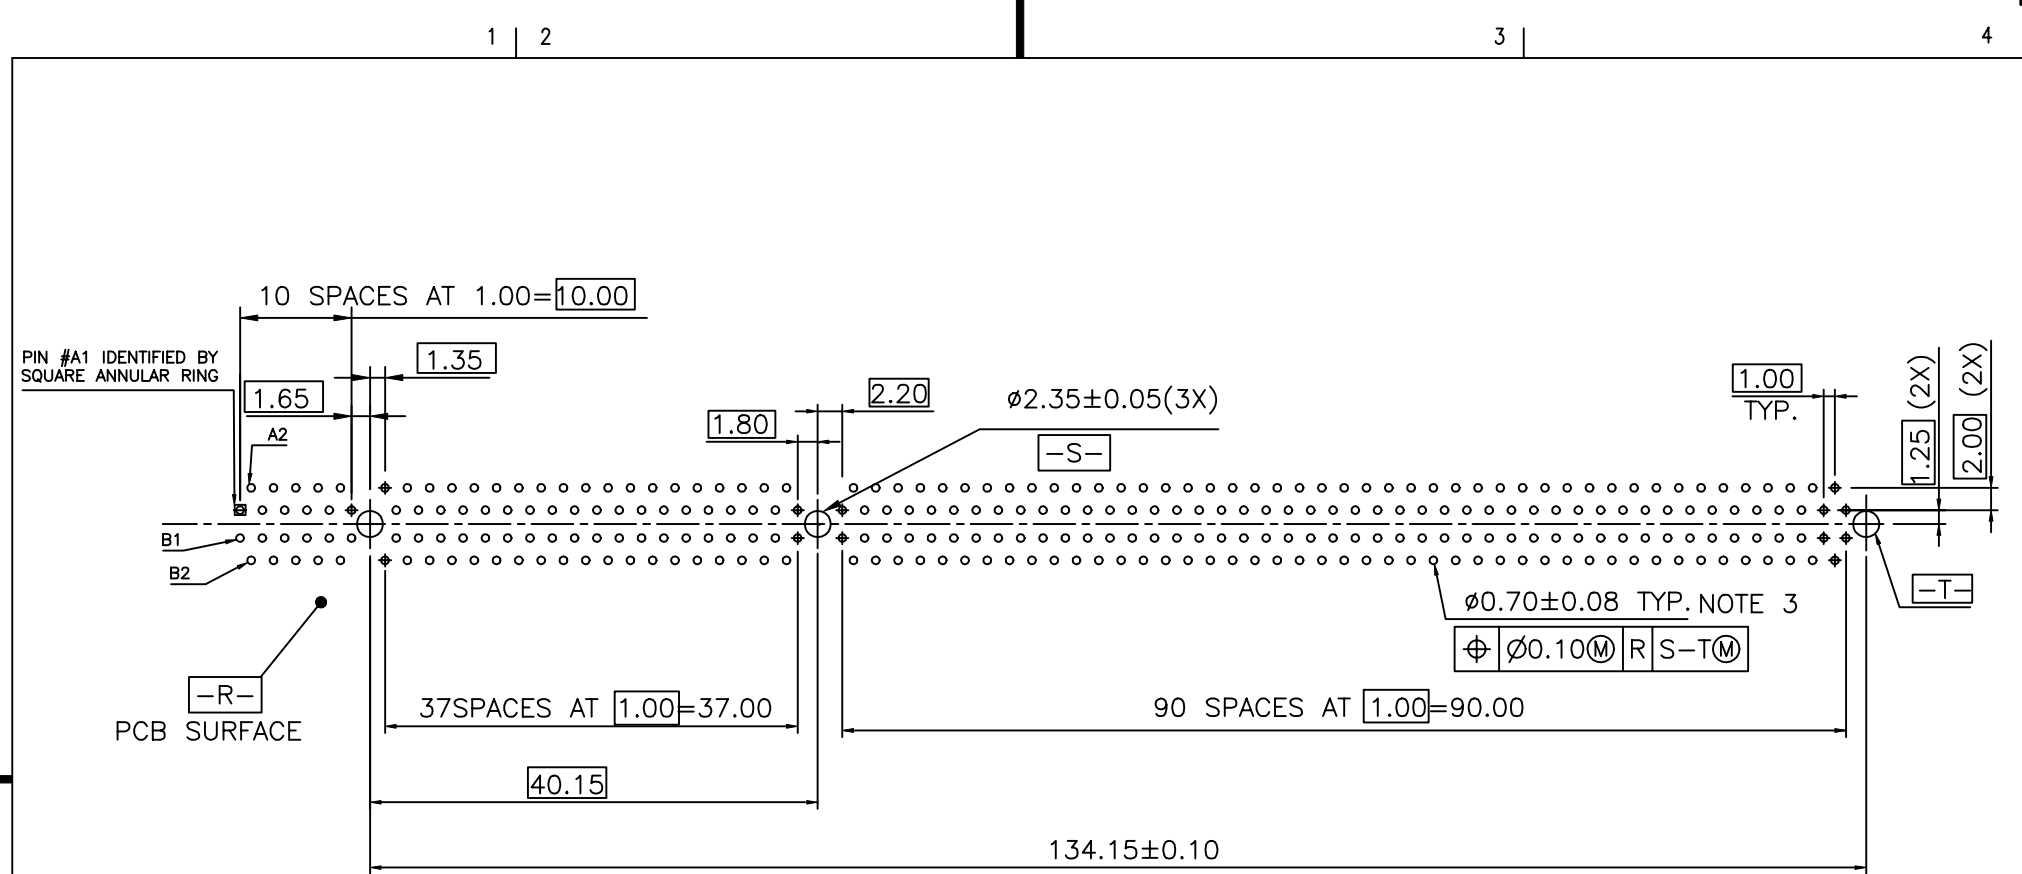 1 2 3 4
10 SPACES AT 1.00=10.00
PIN #A1 IDENTIFIED BY
SQUARE ANNULAR RING
1.35
1.65
A2
2.20
1.80
ø2.35±0.05(3X)
-S-
1.00
TYP.
1.25 (2X)
2.00 (2X)
B1
B2
-T-
ø0.70±0.08 TYP. NOTE 3
⌖ Ø0.10Ⓜ R S-TⓂ
-R-
PCB SURFACE
37SPACES AT 1.00=37.00
90 SPACES AT 1.00=90.00
40.15
134.15±0.10